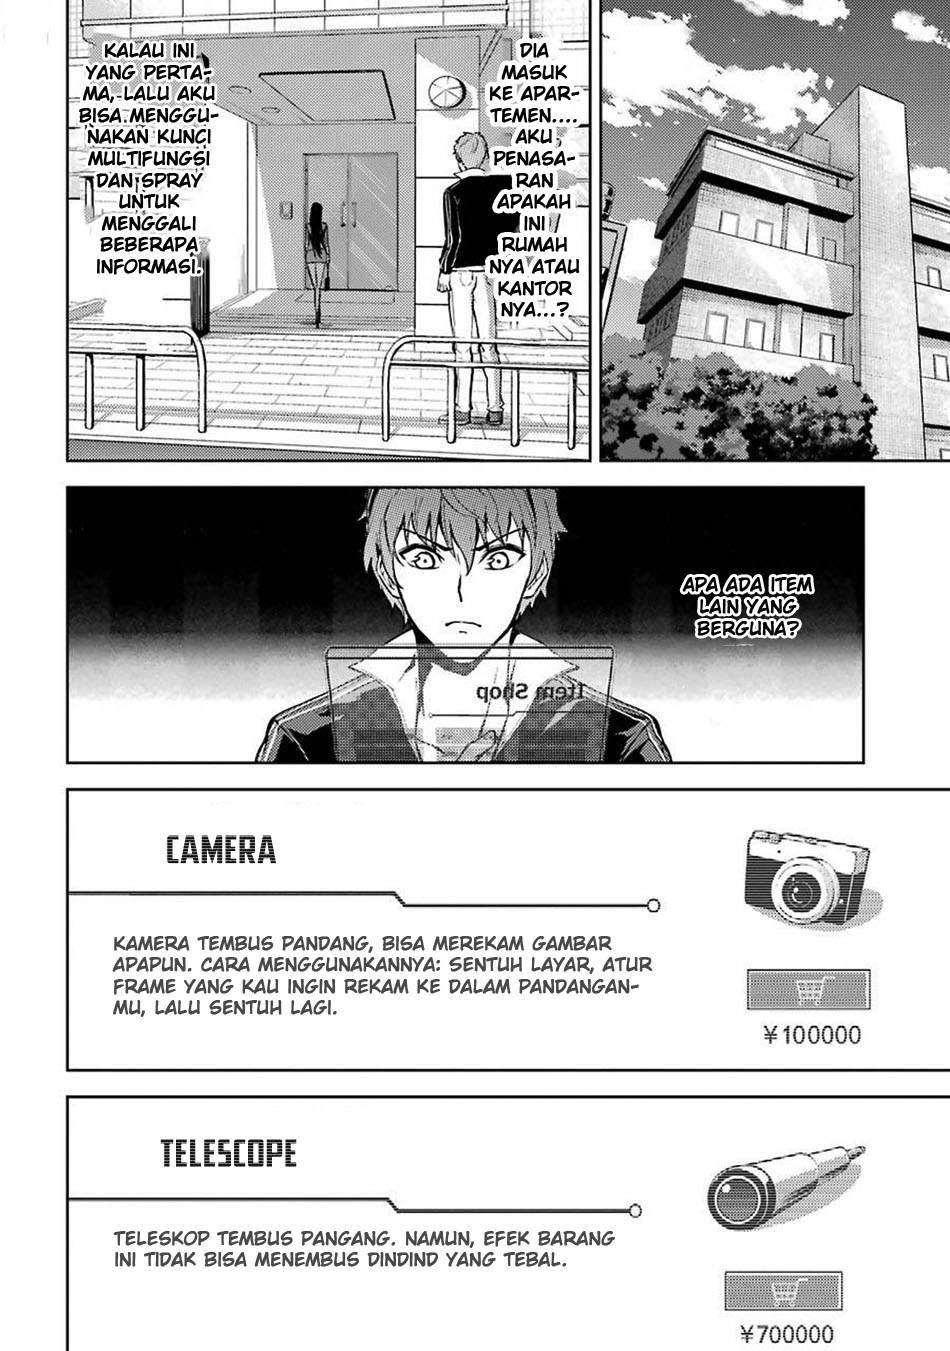 DIA
MASUK
KE APAR-
TEMEN....
AKU
PENASA-
RAN
APAKAH
INI
RUMAH
NYA ATAU
KANTOR
NYA...?
KALAU INI
YANG PERTA-
MA, LALU AKU
BISA MENGGU-
NAKAN KUNCI
MULTIFUNGSI
DAN SPRAY
UNTUK
MENGGALI
BEBERAPA
INFORMASI.
APA ADA ITEM
LAIN YANG
BERGUNA?
Item Shop
CAMERA
KAMERA TEMBUS PANDANG, BISA MEREKAM GAMBAR
APAPUN. CARA MENGGUNAKANNYA: SENTUH LAYAR, ATUR
FRAME YANG KAU INGIN REKAM KE DALAM PANDANGAN-
MU, LALU SENTUH LAGI.
¥100000
TELESCOPE
TELESKOP TEMBUS PANGANG. NAMUN, EFEK BARANG
INI TIDAK BISA MENEMBUS DINDIND YANG TEBAL.
¥700000